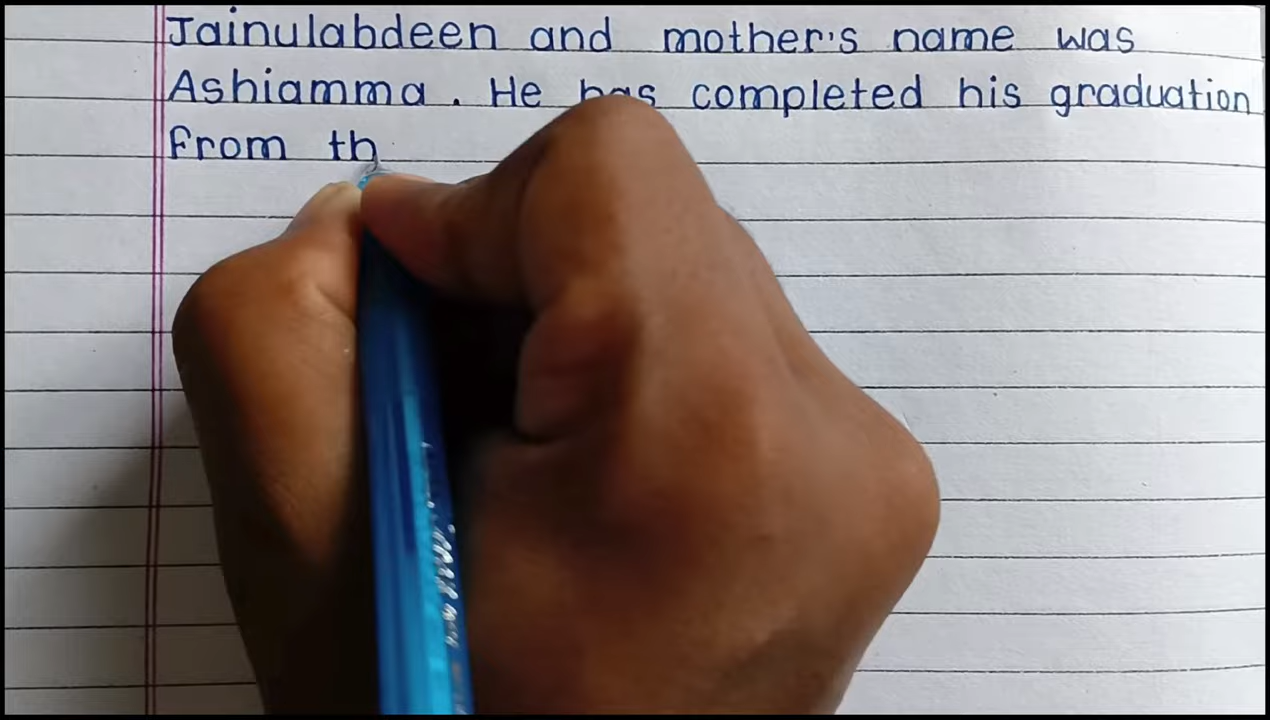 Jainulabdeen and mother's name was
Ashiamma. He has completed his graduation
from th